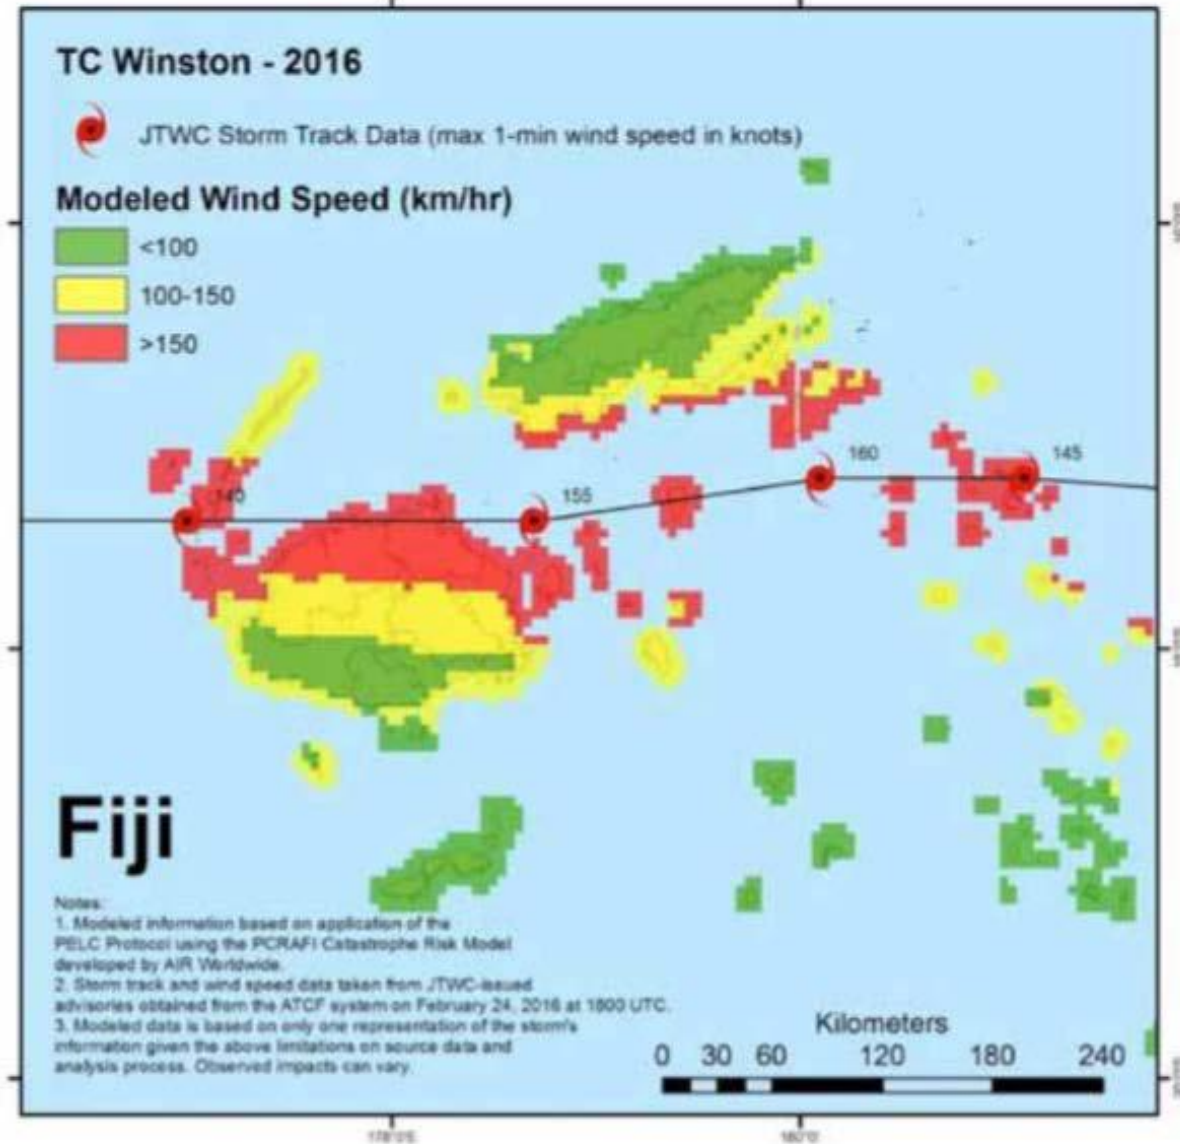 TC Winston - 2016
JTWC Storm Track Data (max 1-min wind speed in knots)
Modeled Wind Speed (km/hr)
<100
100-150
>150
160
145
140
155
Fiji
Notes:
1. Modeled information based on application of the
PELC Protocol using the PCRAFI Catastrophe Risk Model
developed by AIR Worldwide.
2. Storm track and wind speed data taken from JTWC-issued
advisories obtained from the ATCF system on February 24, 2016 at 1800 UTC.
3. Modeled data is based on only one representation of the storm's
information given the above limitations on source data and
analysis process. Observed impacts can vary.
Kilometers
0 30 60 120 180 240
178°0'E
180°0'